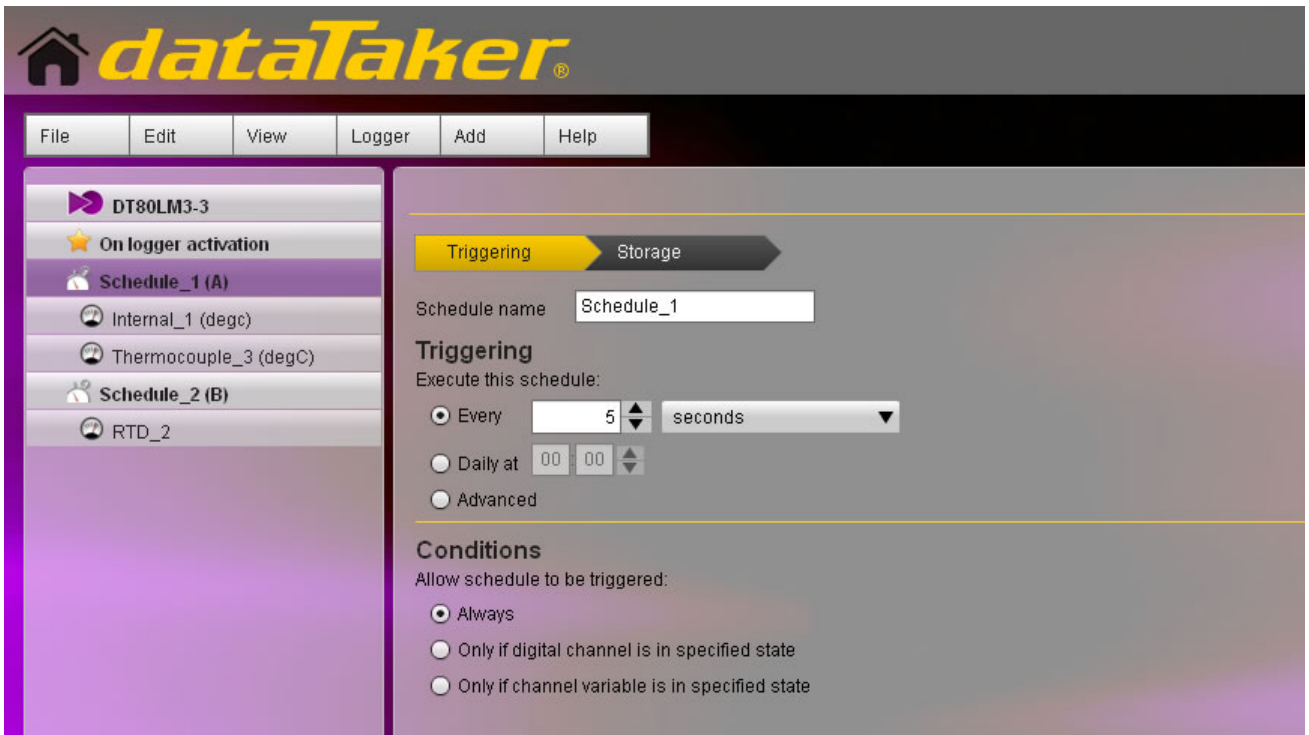 dataTaker®
File Edit View Logger Add Help
DT80LM3-3
On logger activation
Schedule_1 (A)
Internal_1 (degc)
Thermocouple_3 (degC)
Schedule_2 (B)
RTD_2
Triggering Storage
Schedule name Schedule_1
Triggering
Execute this schedule:
Every 5 seconds
Daily at 00 : 00
Advanced
Conditions
Allow schedule to be triggered:
Always
Only if digital channel is in specified state
Only if channel variable is in specified state